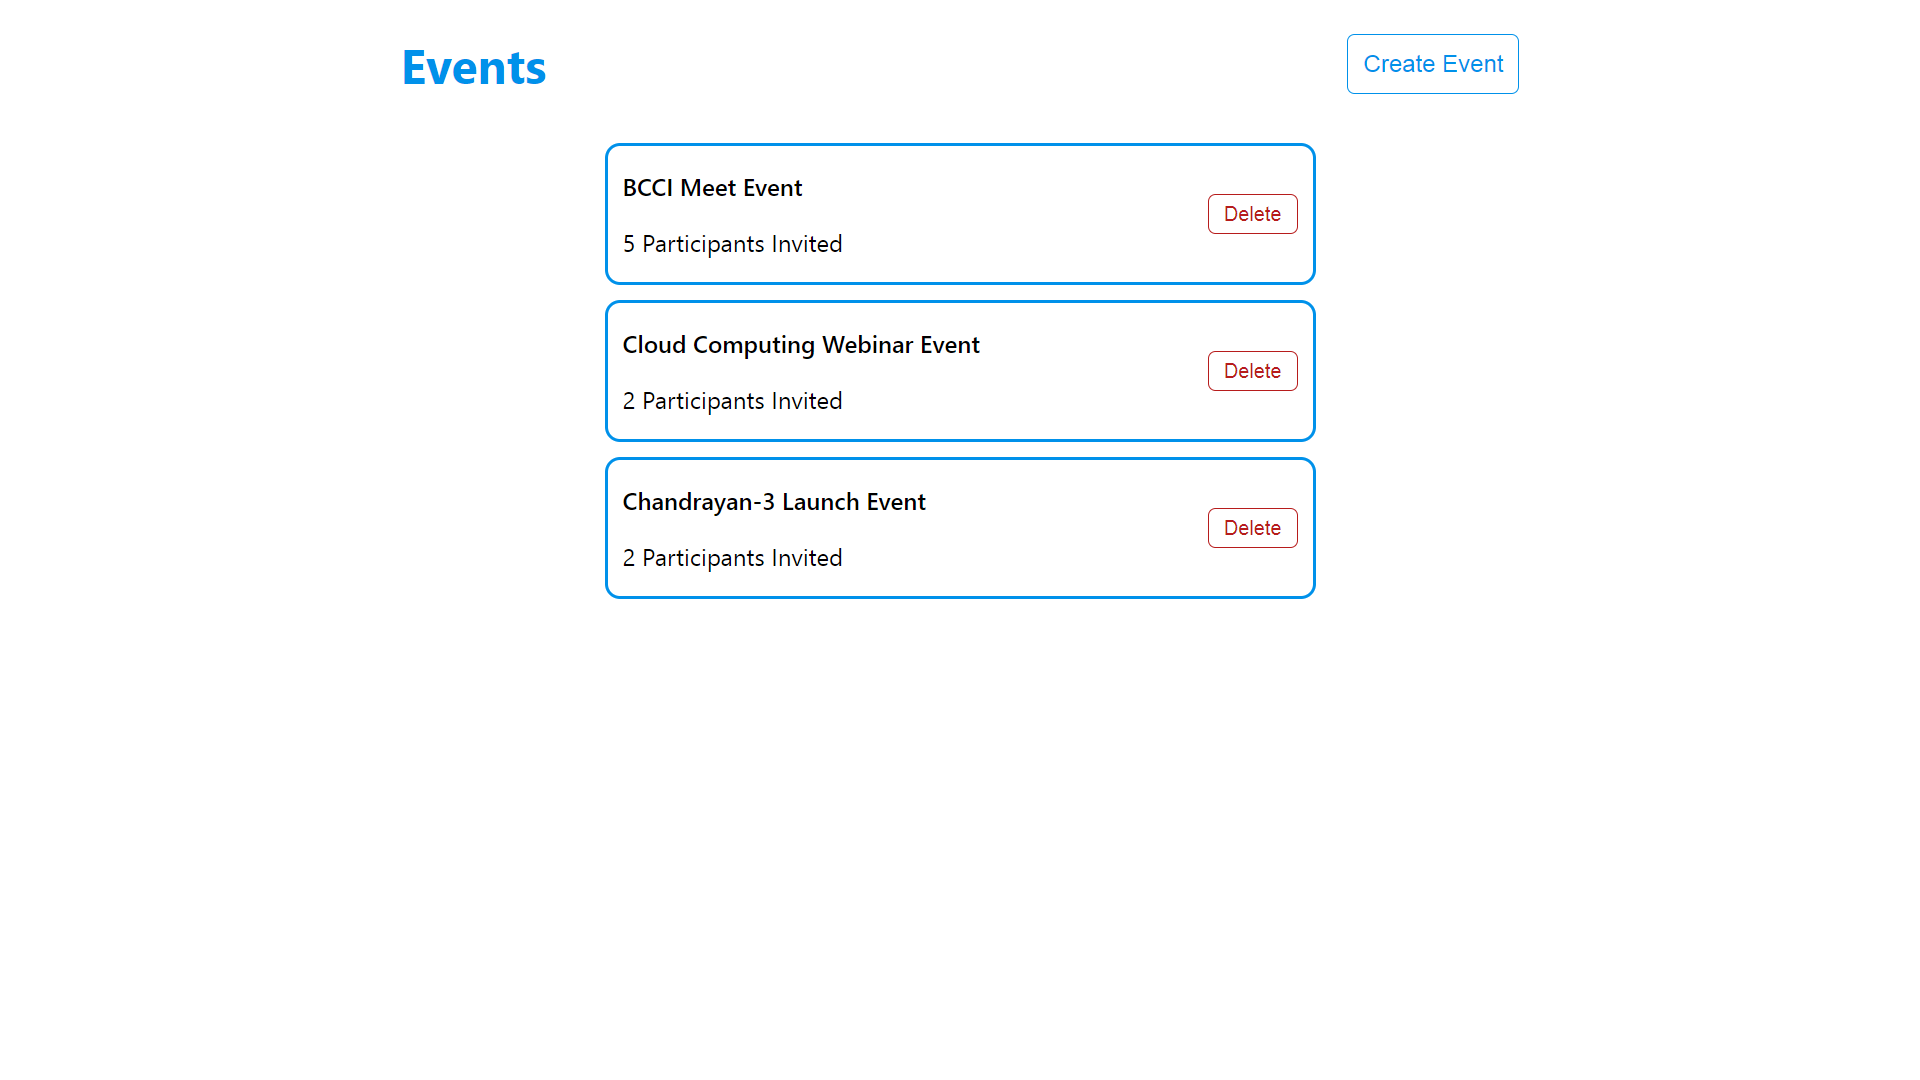 Events
Create Event
BCCI Meet Event
5 Participants Invited
Delete
Cloud Computing Webinar Event
2 Participants Invited
Delete
Chandrayan-3 Launch Event
2 Participants Invited
Delete